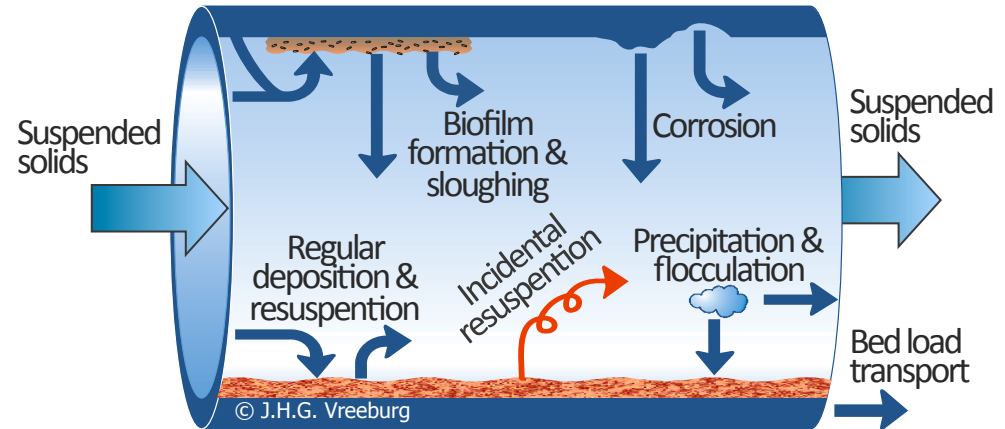 Suspended
solids
Biofilm
formation &
sloughing
Corrosion
Suspended
solids
Regular
deposition &
resuspention
Incidental
resuspention
Precipitation &
flocculation
Bed load
transport
© J.H.G. Vreeburg